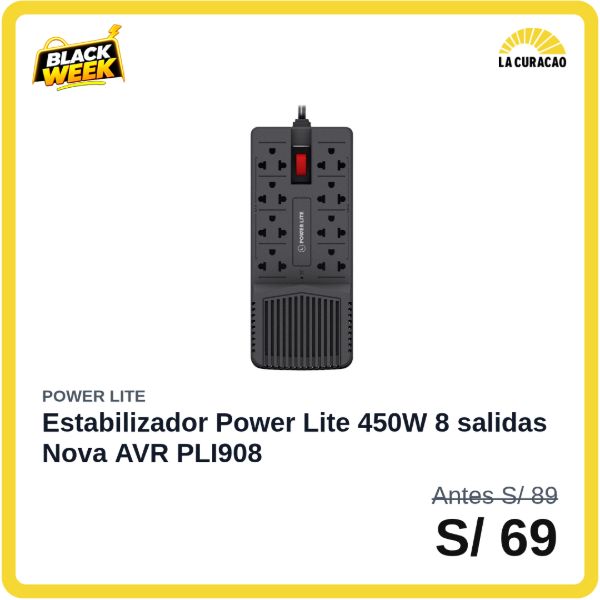 BLACK
WEEK
LA CURACAO
POWER LITE
POWER LITE
Estabilizador Power Lite 450W 8 salidas
Nova AVR PLI908
Antes S/ 89
S/ 69